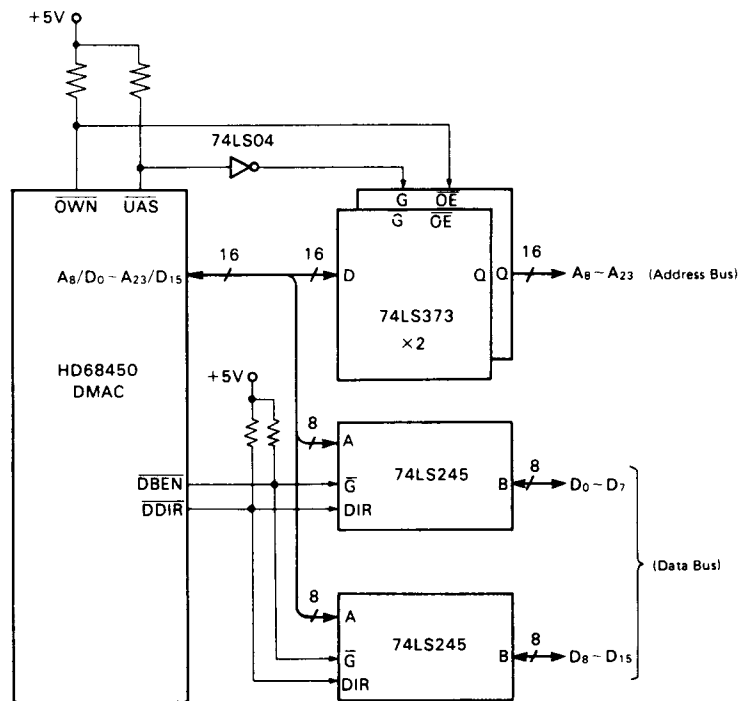 +5V
74LS04
OWN UAS
G OE
G OE
A8/D0 ~ A23/D15
16
16
D
Q
Q
16
A8 ~ A23 (Address Bus)
74LS373
×2
HD68450
DMAC
+5V
8
A
74LS245
B
8
D0 ~ D7
DBEN
G
DDIR
DIR
(Data Bus)
8
A
74LS245
B
8
D8 ~ D15
G
DIR